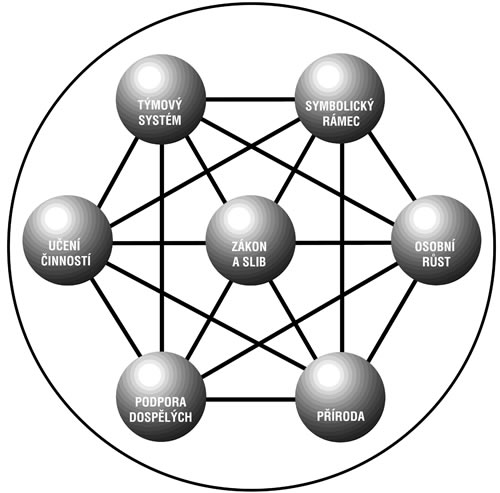 TÝMOVÝ
SYSTÉM
SYMBOLICKÝ
RÁMEC
UČENÍ
ČINNOSTÍ
ZÁKON
A SLIB
OSOBNÍ
RŮST
PODPORA
DOSPĚLÝCH
PŘÍRODA